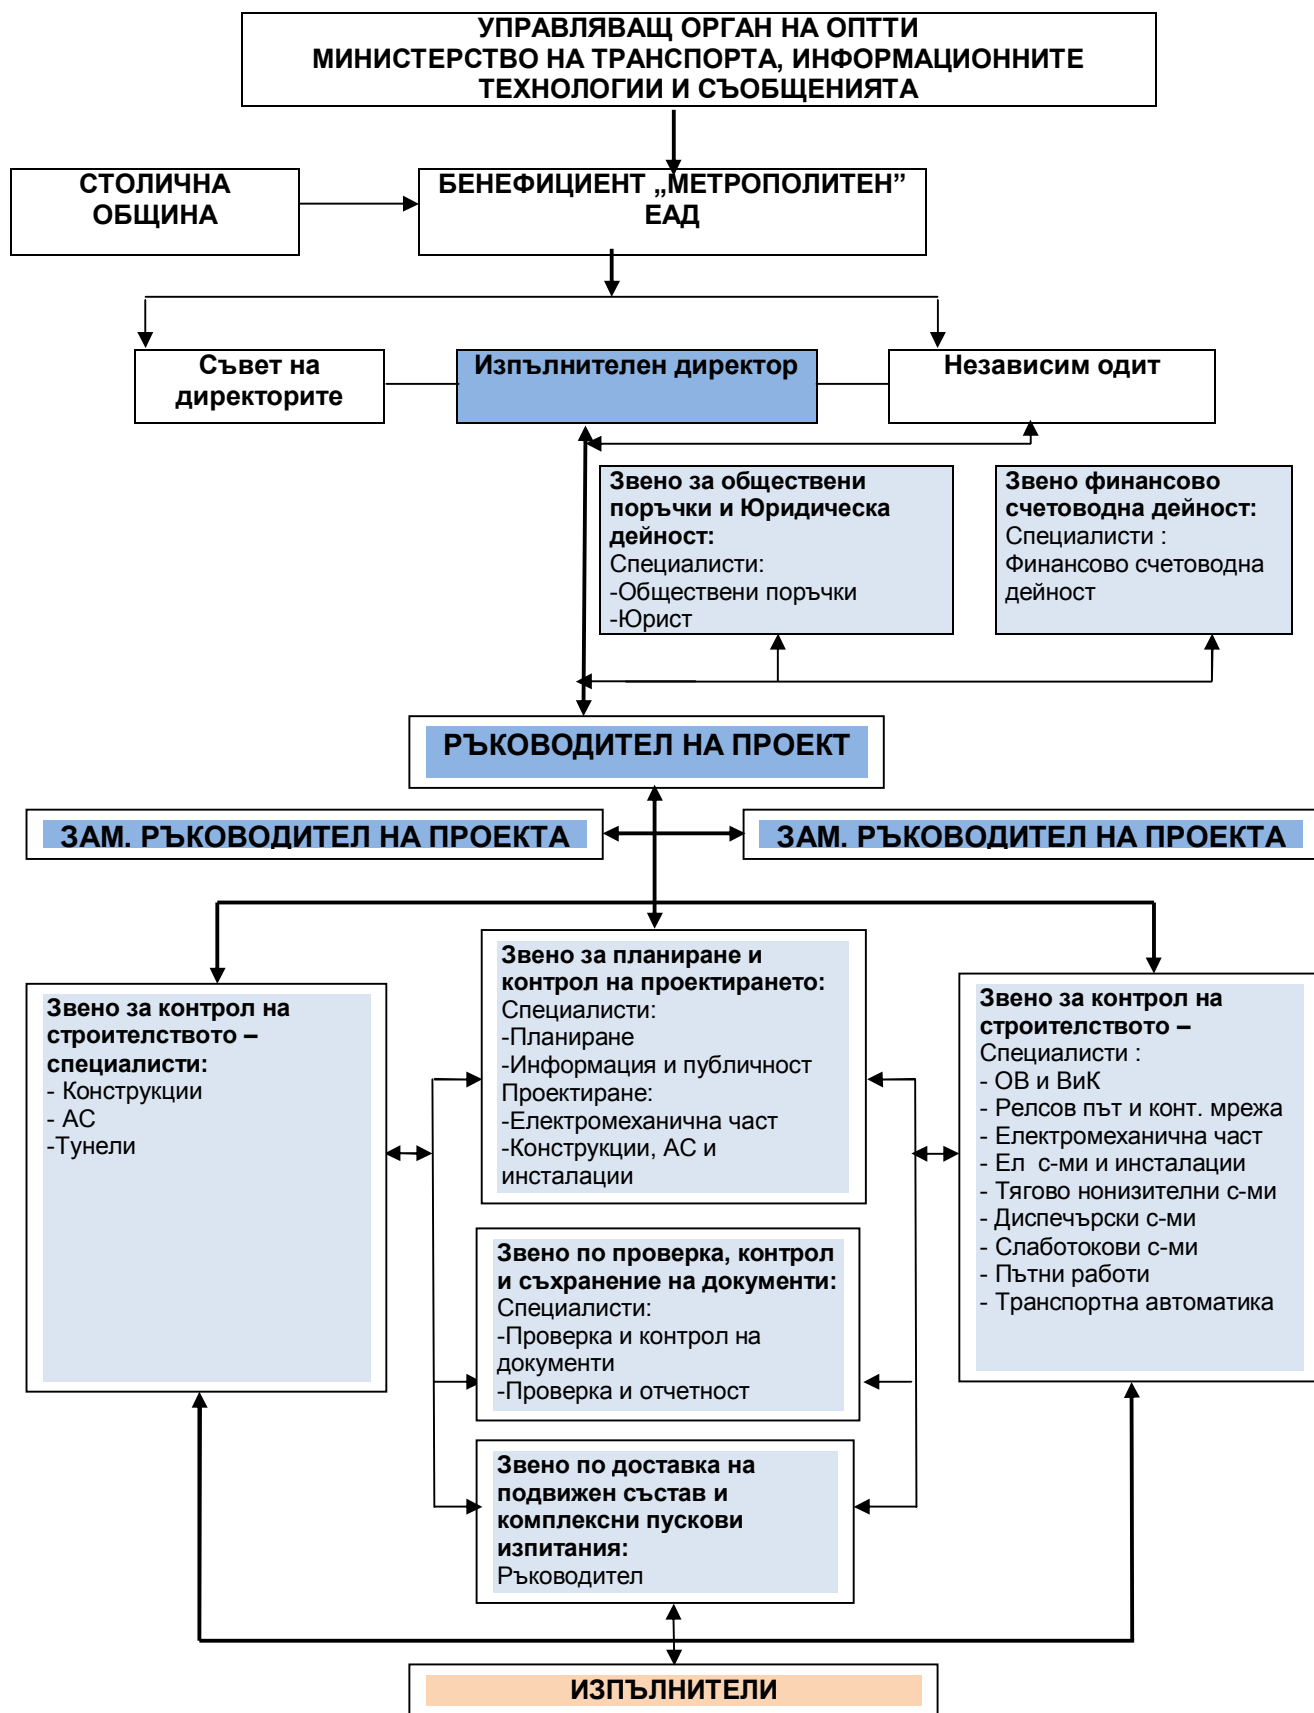 УПРАВЛЯВАЩ ОРГАН НА ОПТТИ
МИНИСТЕРСТВО НА ТРАНСПОРТА, ИНФОРМАЦИОННИТЕ
ТЕХНОЛОГИИ И СЪОБЩЕНИЯТА
СТОЛИЧНА
ОБЩИНА
БЕНЕФИЦИЕНТ „МЕТРОПОЛИТЕН”
ЕАД
Съвет на
директорите
Изпълнителен директор
Независим одит
Звено за обществени
поръчки и Юридическа
дейност:
Специалисти:
-Обществени поръчки
-Юрист
Звено финансово
счетоводна дейност:
Специалисти :
Финансово счетоводна
дейност
РЪКОВОДИТЕЛ НА ПРОЕКТ
ЗАМ. РЪКОВОДИТЕЛ НА ПРОЕКТА
ЗАМ. РЪКОВОДИТЕЛ НА ПРОЕКТА
Звено за контрол на
строителството –
специалисти:
- Конструкции
- АС
-Тунели
Звено за планиране и
контрол на проектирането:
Специалисти:
-Планиране
-Информация и публичност
Проектиране:
-Електромеханична част
-Конструкции, АС и
инсталации
Звено по проверка, контрол
и съхранение на документи:
Специалисти:
-Проверка и контрол на
документи
-Проверка и отчетност
Звено по доставка на
подвижен състав и
комплексни пускови
изпитания:
Ръководител
Звено за контрол на
строителството –
Специалисти :
- ОВ и ВиК
- Релсов път и конт. мрежа
- Електромеханична част
- Ел  с-ми и инсталации
- Тягово нонизителни с-ми
- Диспечърски с-ми
- Слаботокови с-ми
- Пътни работи
- Транспортна автоматика
ИЗПЪЛНИТЕЛИ